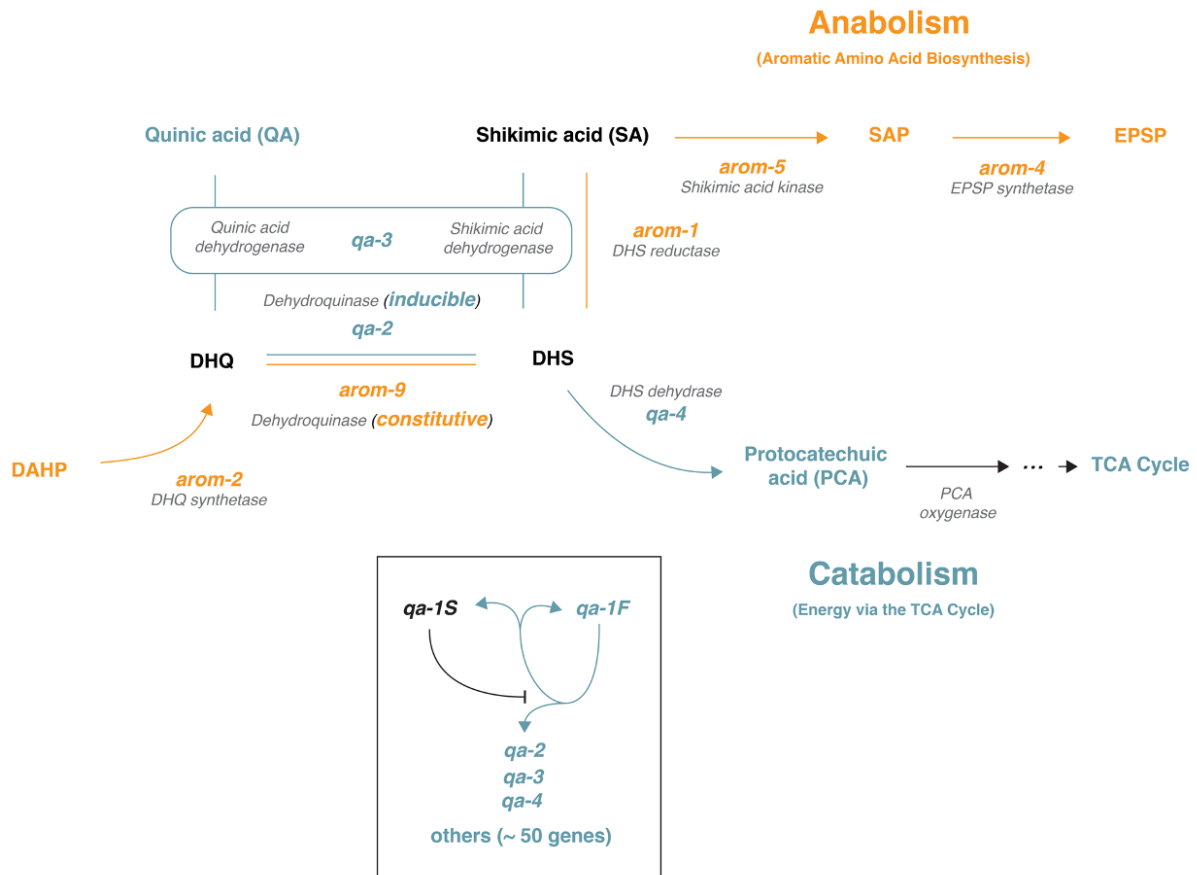 Anabolism
(Aromatic Amino Acid Biosynthesis)
Quinic acid (QA)
Shikimic acid (SA)
SAP
EPSP
arom-5
Shikimic acid kinase
arom-4
EPSP synthetase
Quinic acid
dehydrogenase
qa-3
Shikimic acid
dehydrogenase
arom-1
DHS reductase
Dehydroquinase (inducible)
qa-2
DHQ
DHS
arom-9
Dehydroquinase (constitutive)
DHS dehydrase
qa-4
DAHP
arom-2
DHQ synthetase
Protocatechuic
acid (PCA)
...
TCA Cycle
PCA
oxygenase
Catabolism
(Energy via the TCA Cycle)
qa-1S
qa-1F
qa-2
qa-3
qa-4
others (~ 50 genes)